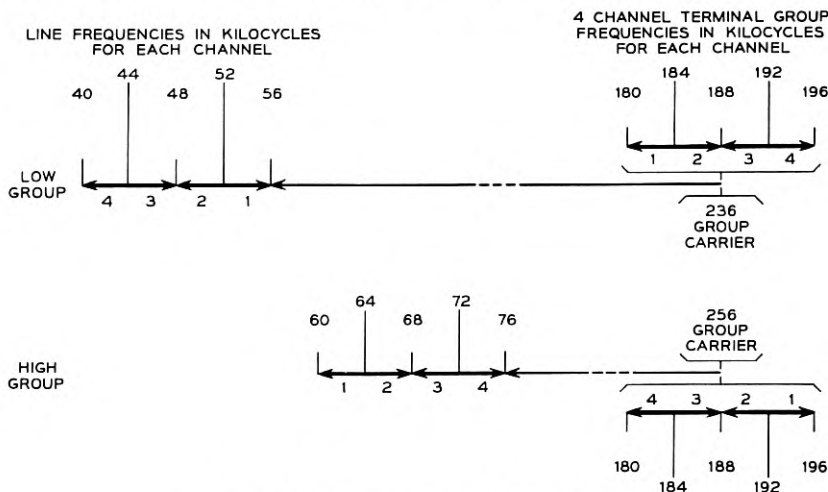 LINE FREQUENCIES IN KILOCYCLES
FOR EACH CHANNEL
4 CHANNEL TERMINAL GROUP
FREQUENCIES IN KILOCYCLES
FOR EACH CHANNEL
44 52
40 48 56
184 192
180 188 196
LOW
GROUP
4 3 2 1
1 2 3 4
236
GROUP
CARRIER
64 72
60 68 76
256
GROUP
CARRIER
HIGH
GROUP
1 2 3 4
4 3 2 1
180 188 196
184 192